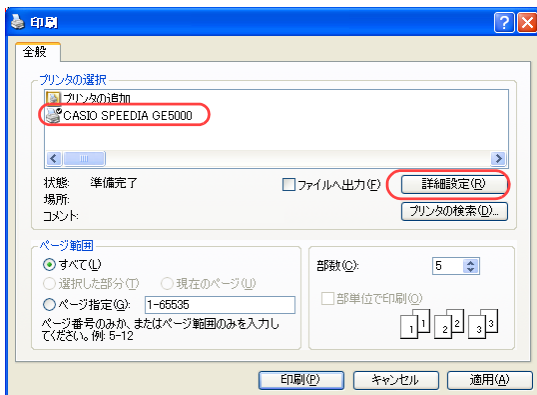 印刷
全般
プリンタの選択
プリンタの追加
CASIO SPEEDIA GE5000
状態: 準備完了
場所:
コメント:
ファイルへ出力(F)
詳細設定(R)
プリンタの検索(D)...
ページ範囲
すべて(L)
選択した部分(T)
現在のページ(U)
ページ指定(G): 1-65535
ページ番号のみか、またはページ範囲のみを入力し
てください。例: 5-12
部数(C): 5
部単位で印刷(O)
1 1 2 2 3 3
印刷(P)
キャンセル
適用(A)